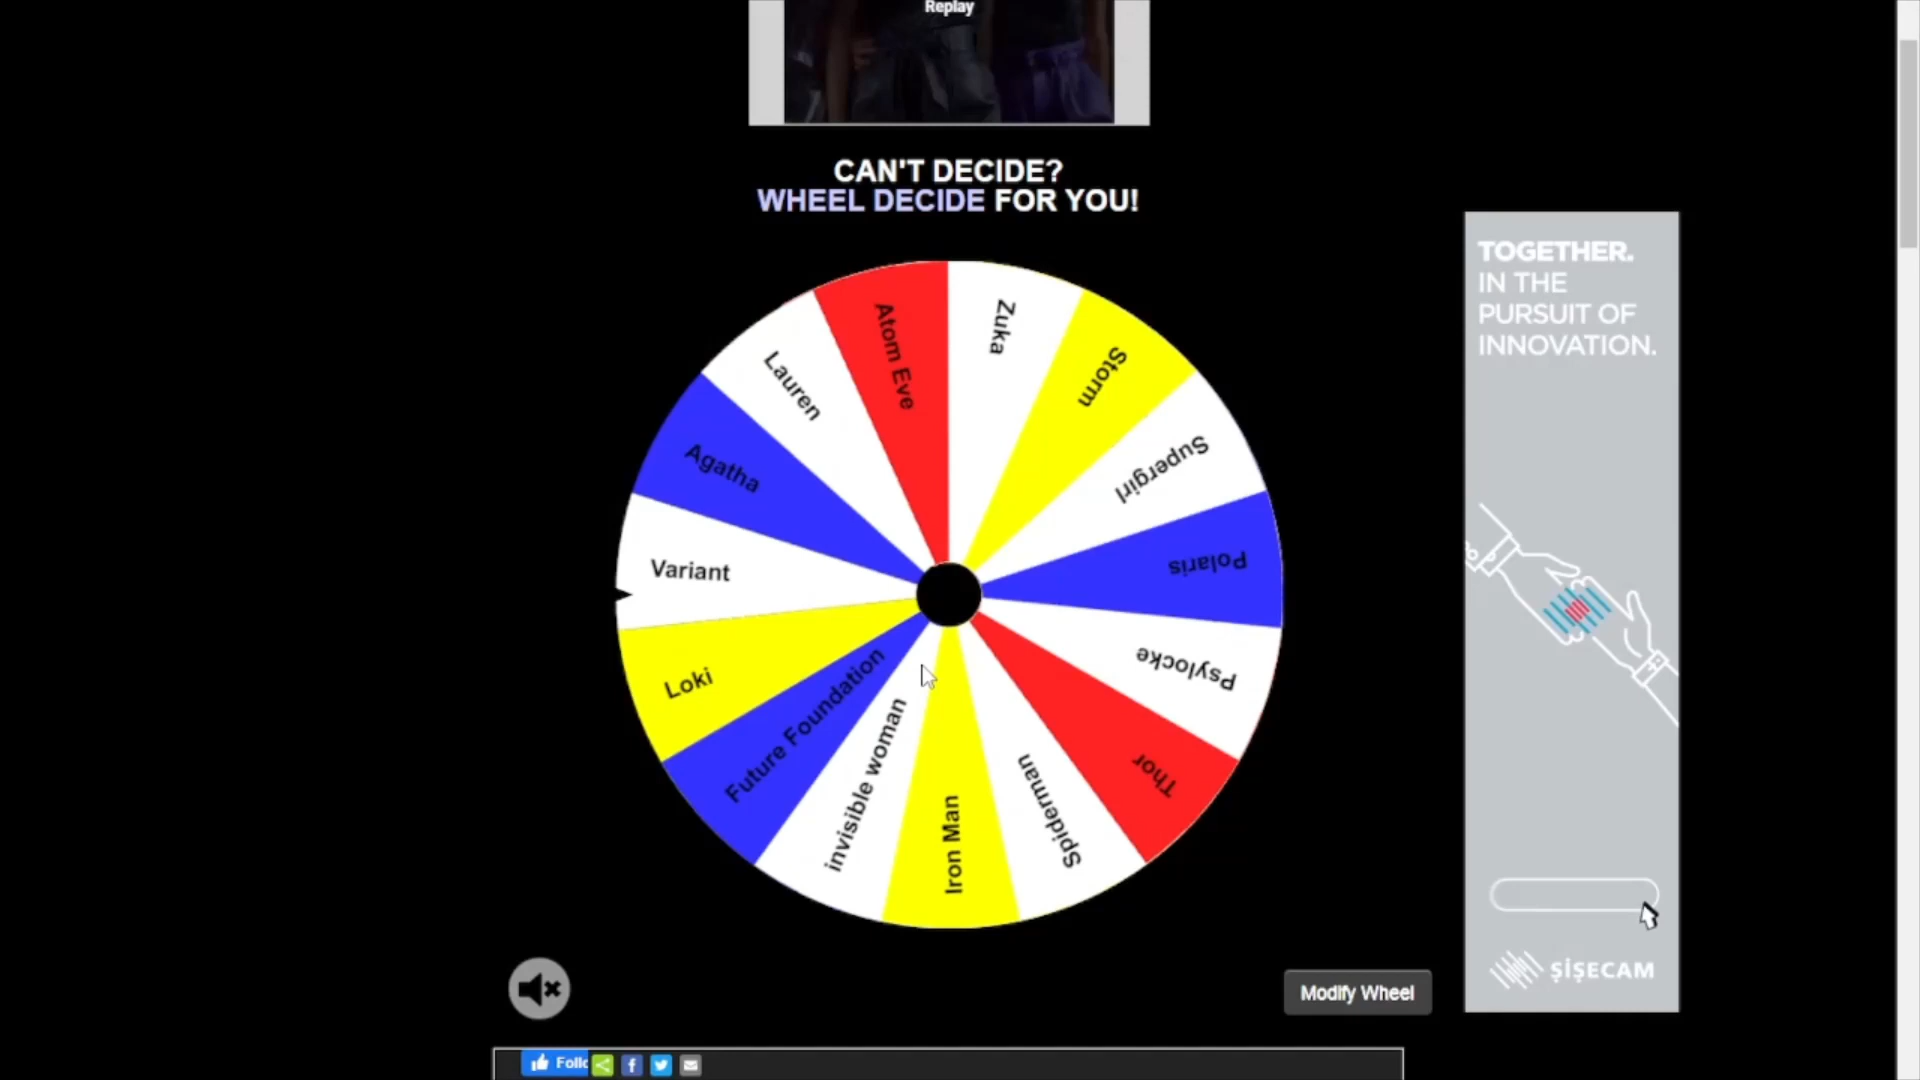 Replay
CAN'T DECIDE?
WHEEL DECIDE FOR YOU!
Zuka
Storm
Supergirl
Polaris
Psylocke
Thor
Spiderman
Iron Man
invisible woman
Future Foundation
Loki
Variant
Agatha
Lauren
Atom Eve
TOGETHER.
IN THE
PURSUIT OF
INNOVATION.
ŞİŞECAM
Modify Wheel